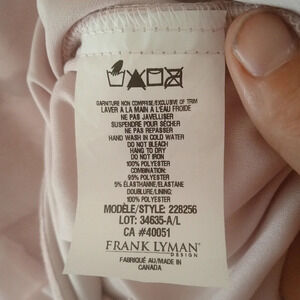 GARNITURE NON COMPRISE/EXCLUSIVE OF TRIM
LAVER A LA MAIN A L'EAU FROIDE
NE PAS JAVELLISER
SUSPENDRE POUR SÉCHER
NE PAS REPASSER
HAND WASH IN COLD WATER
DO NOT BLEACH
HANG TO DRY
DO NOT IRON
100% POLYESTER
COMBINATION:
95% POLYESTER
5% ÉLASTHANNE/ELASTANE
DOUBLURE/LINING:
100% POLYESTER
MODÈLE/STYLE: 228256
LOT: 34635-A/L
CA #40051
FRANK LYMAN
DESIGN
FABRIQUÉ AU/MADE IN
CANADA